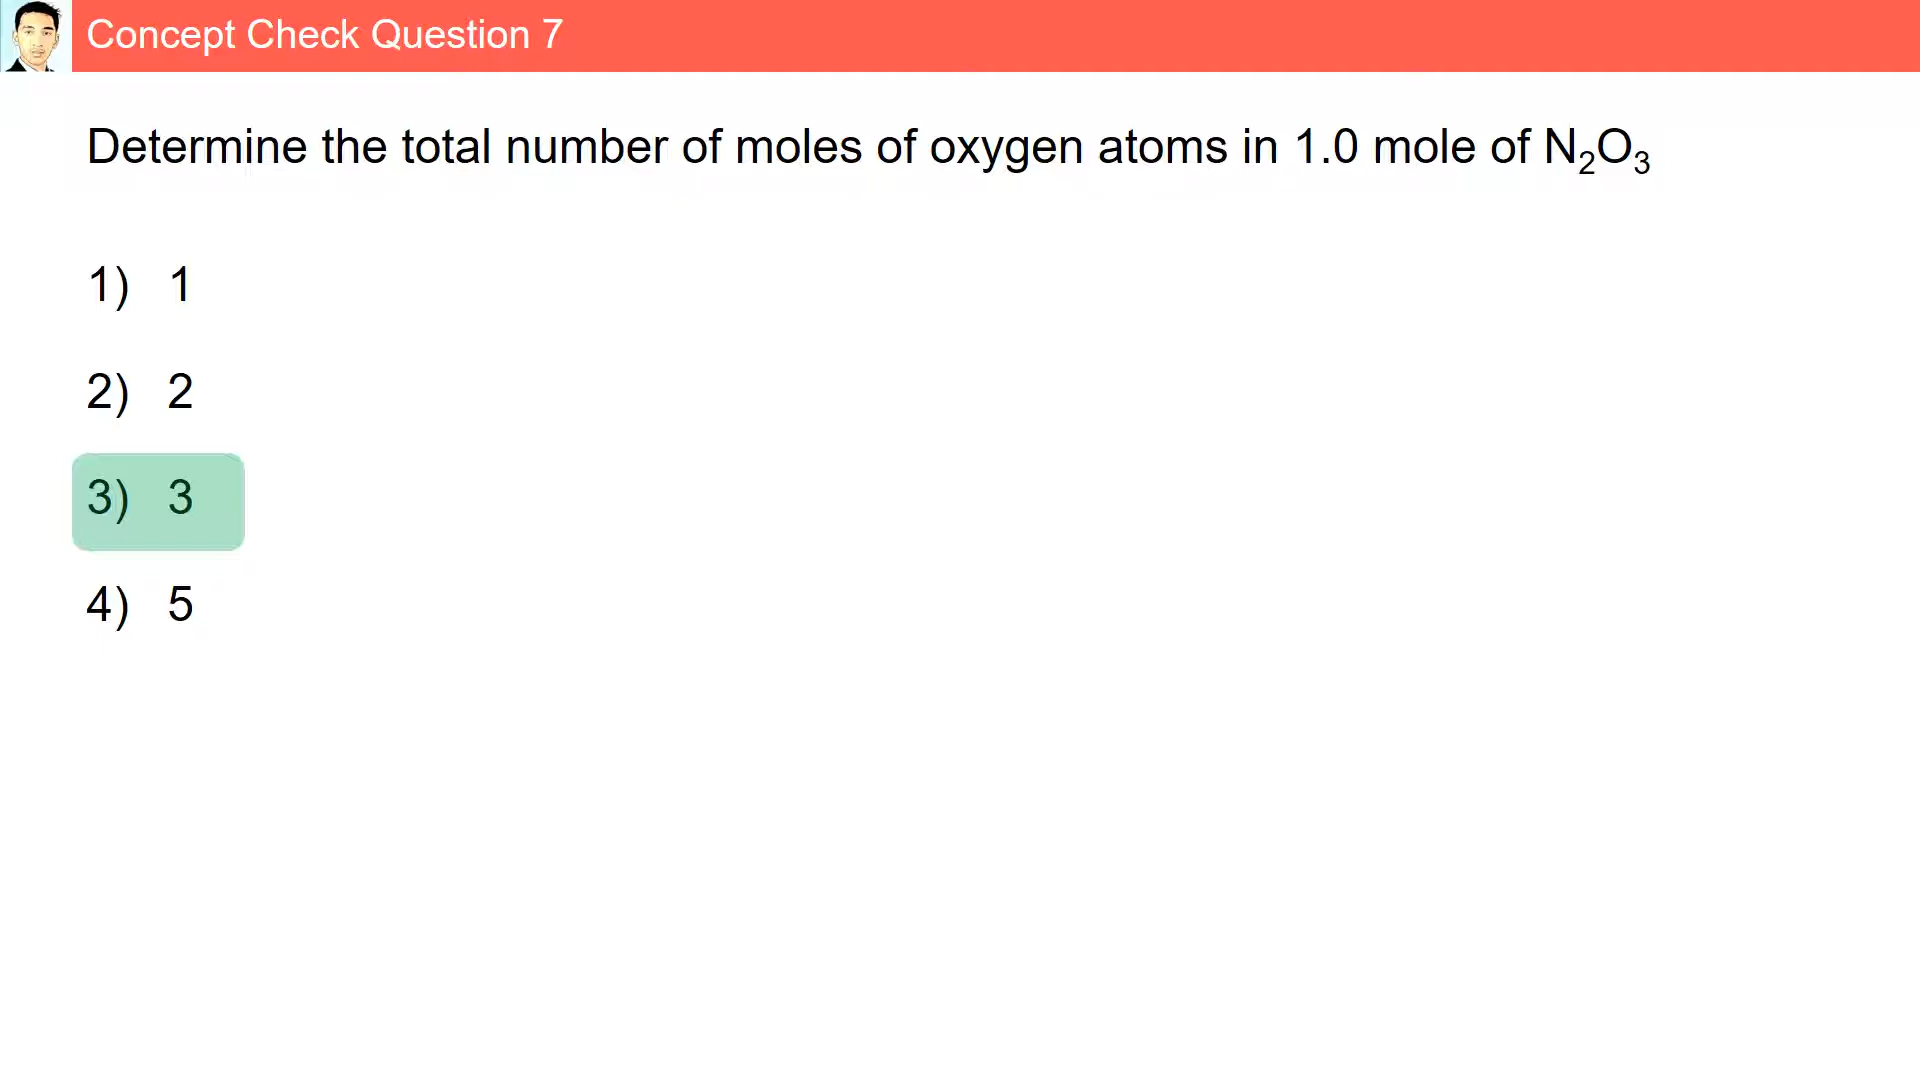 Concept Check Question 7
Determine the total number of moles of oxygen atoms in 1.0 mole of N₂O₃
1) 1
2) 2
3) 3
4) 5